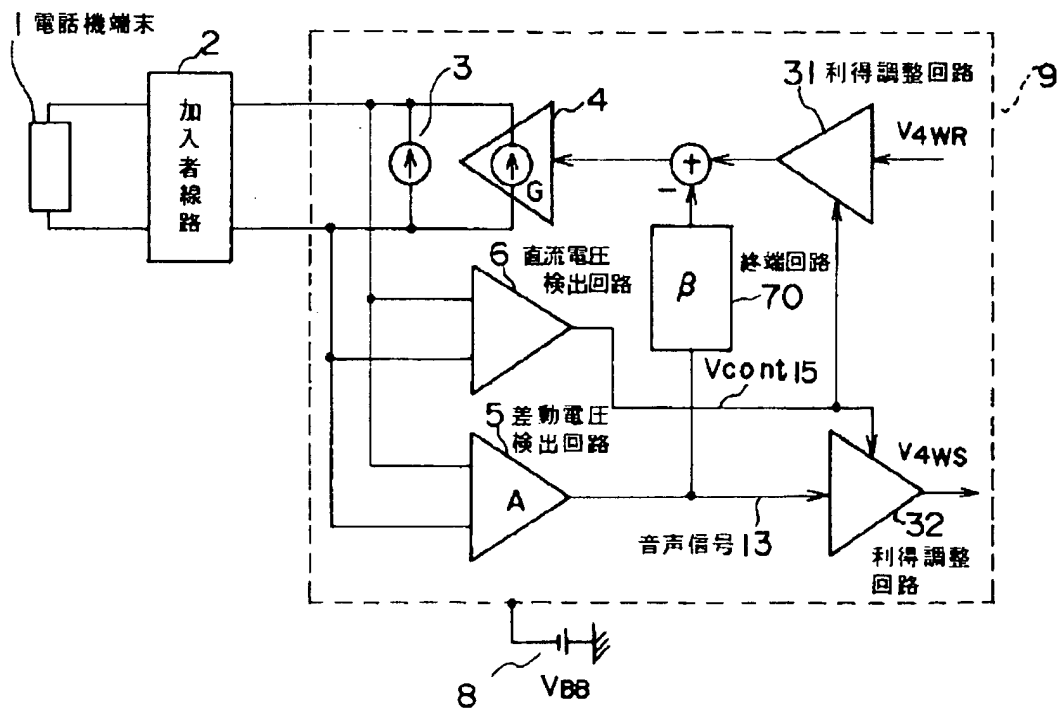 1 電話機端末
2
加入者線路
3
4
G
31 利得調整回路
9
V4WR
+
-
β
終端回路
70
6 直流電圧
検出回路
Vcont 15
5 差動電圧
検出回路
A
音声信号 13
V4WS
32
利得調整
回路
8
VBB